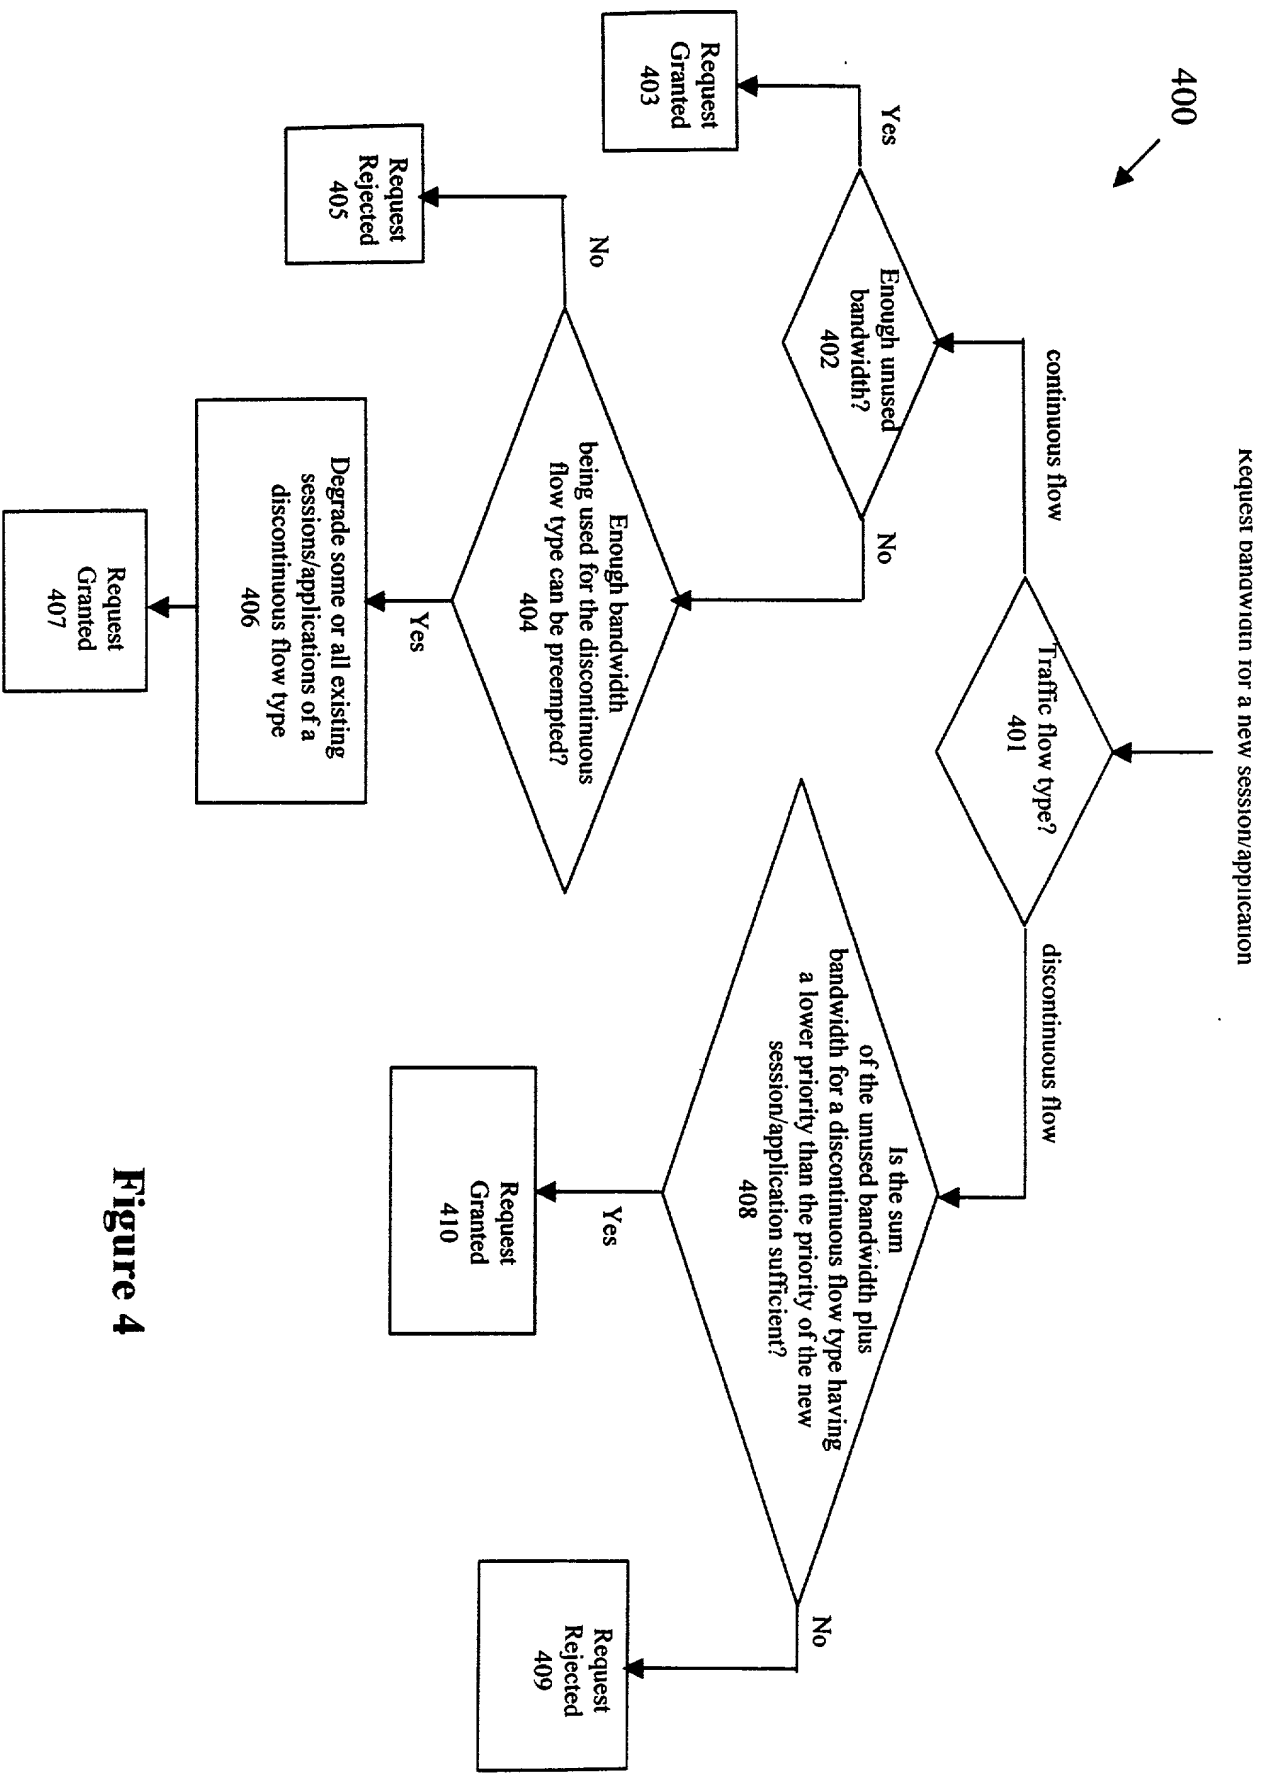 400
Request bandwidth for a new session/application
Traffic flow type?
401
continuous flow
discontinuous flow
Enough unused
bandwidth?
402
Yes
No
Request
Granted
403
Enough bandwidth
being used for the discontinuous
flow type can be preempted?
404
No
Yes
Request
Rejected
405
Degrade some or all existing
sessions/applications of a
discontinuous flow type
406
Request
Granted
407
Is the sum
of the unused bandwidth plus
bandwidth for a discontinuous flow type having
a lower priority than the priority of the new
session/application sufficient?
408
Yes
No
Request
Granted
410
Request
Rejected
409
Figure 4